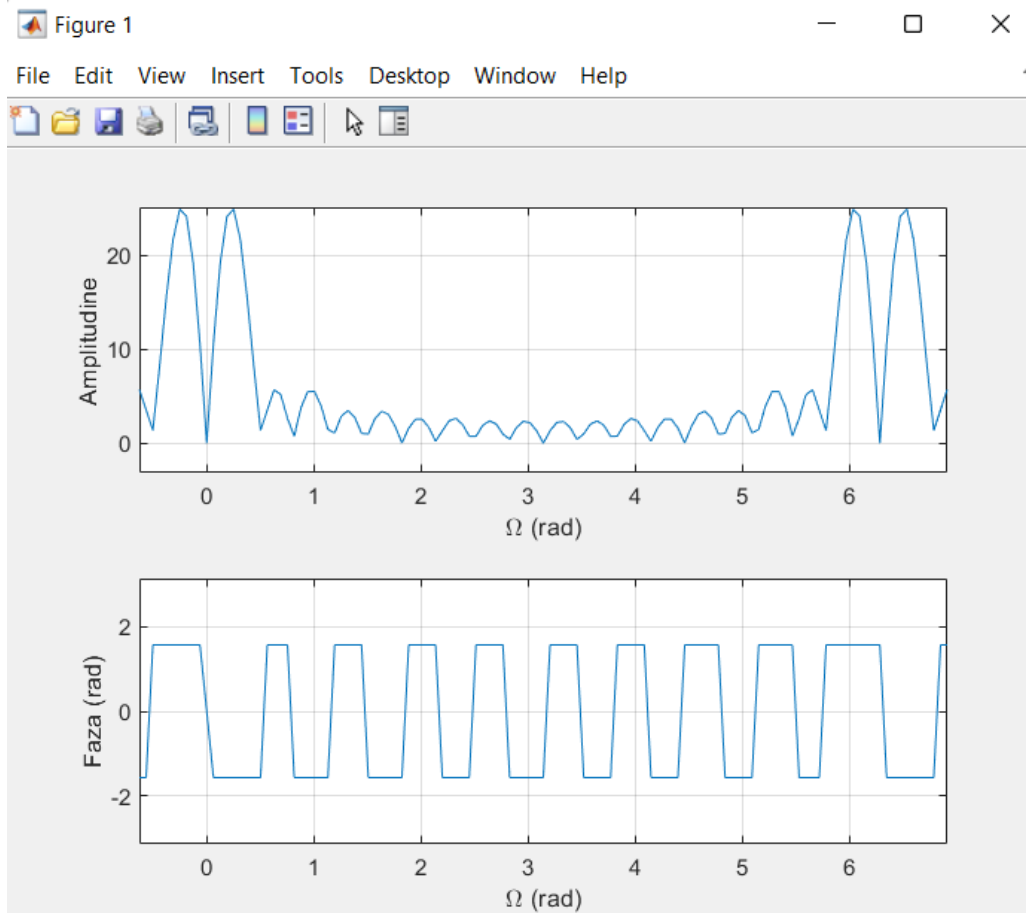 Figure 1
File Edit View Insert Tools Desktop Window Help
20
10
0
Amplitudine
0 1 2 3 4 5 6
Ω (rad)
2
0
-2
Faza (rad)
0 1 2 3 4 5 6
Ω (rad)